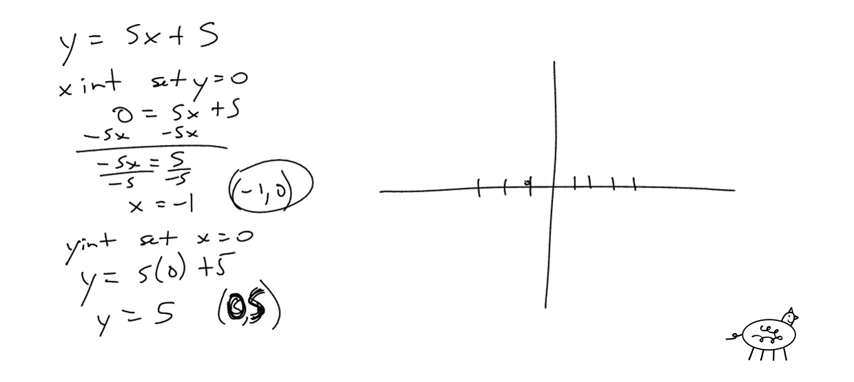 y = 5x + 5
x int set y = 0
0 = 5x + 5
-5x -5x
-5x = 5
-5 -5
x = -1
(-1, 0)
y int set x = 0
y = 5(0) + 5
y = 5 (0,5)